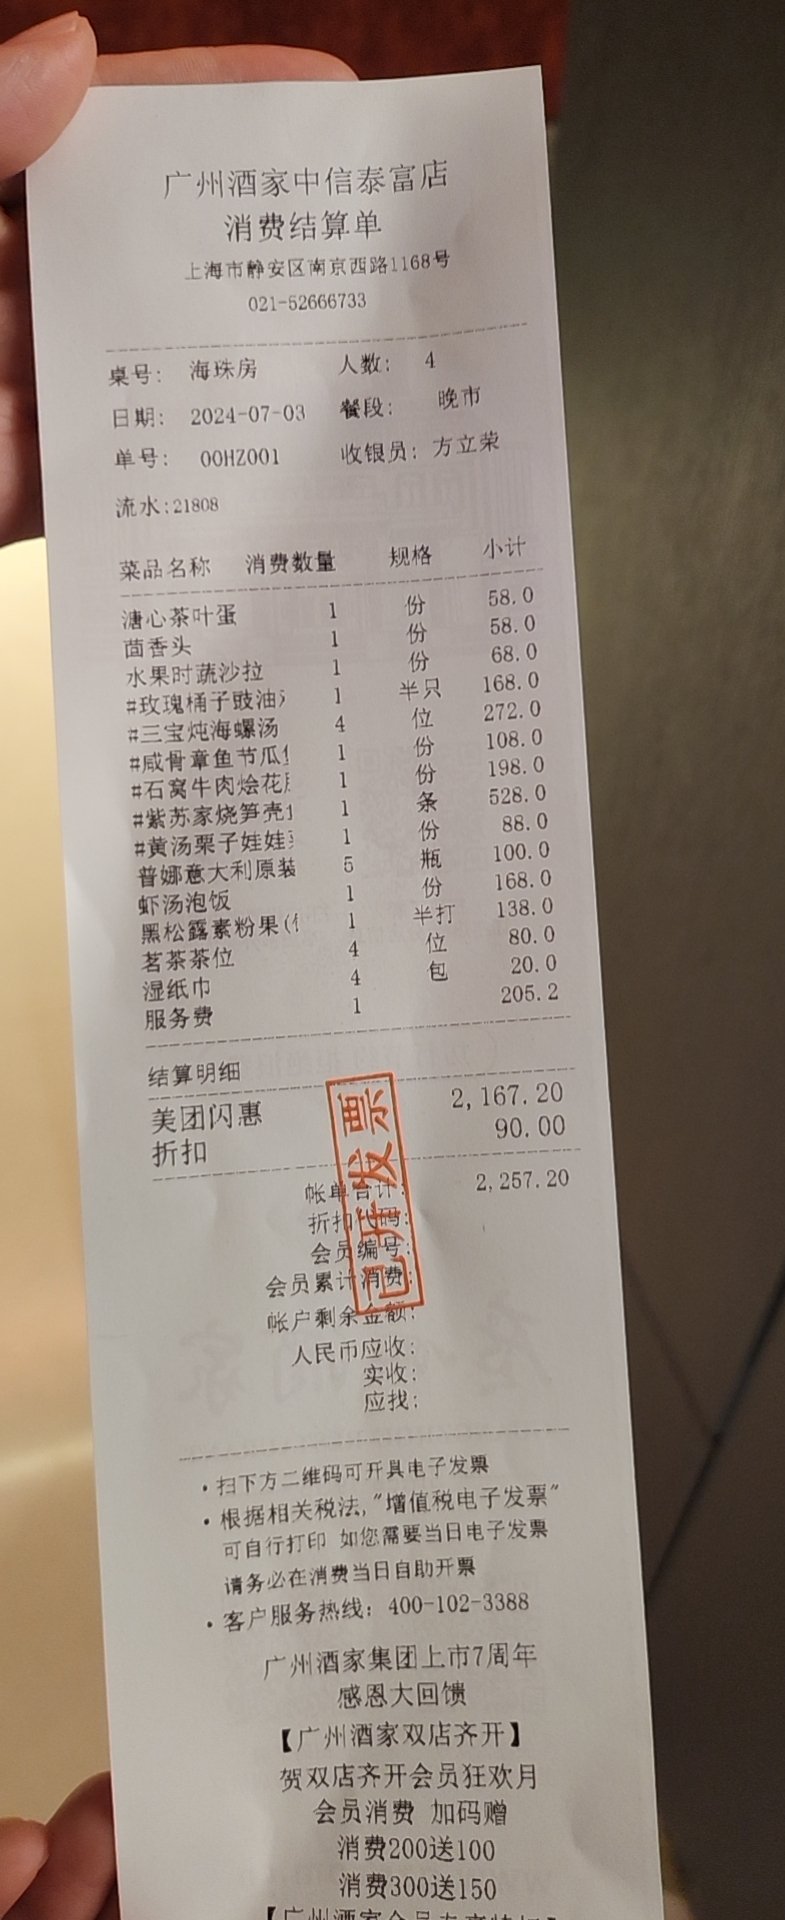 广州酒家中信泰富店
消费结算单
上海市静安区南京西路1168号
021-52666733
桌号: 海珠房 人数: 4
日期: 2024-07-03 餐段: 晚市
单号: 00HZ001 收银员: 方立荣
流水:21808
菜品名称 消费数量 规格 小计
溏心茶叶蛋 1 份 58.0
茴香头 1 份 58.0
水果时蔬沙拉 1 份 68.0
#玫瑰桶子豉油 1 半只 168.0
#三宝炖海螺汤 4 位 272.0
#咸骨章鱼节瓜 1 份 108.0
#石窝牛肉烩花 1 份 198.0
#紫苏家烧笋壳 1 条 528.0
#黄汤栗子娃娃 1 份 88.0
普娜意大利原装 5 瓶 100.0
虾汤泡饭 1 份 168.0
黑松露素粉果( 1 半打 138.0
茗茶茶位 4 位 80.0
湿纸巾 4 包 20.0
服务费 1 205.2
结算明细
美团闪惠 2,167.20
折扣 90.00
帐单合计: 2,257.20
折扣代码:
会员编号:
会员累计消费:
帐户剩余金额:
人民币应收:
实收:
应找:
已开发票
·扫下方二维码可开具电子发票
·根据相关税法,"增值税电子发票"
可自行打印 如您需要当日电子发票
请务必在消费当日自助开票
·客户服务热线: 400-102-3388
广州酒家集团上市7周年
感恩大回馈
【广州酒家双店齐开】
贺双店齐开会员狂欢月
会员消费 加码赠
消费200送100
消费300送150